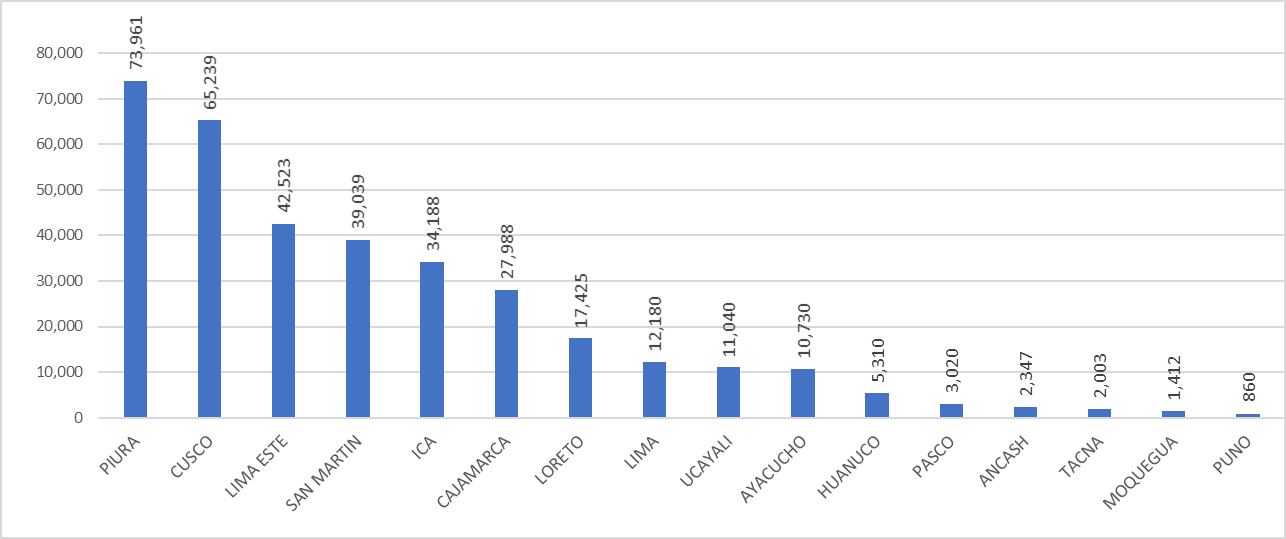 80,000
70,000
60,000
50,000
40,000
30,000
20,000
10,000
0
73,961
65,239
42,523
39,039
34,188
27,988
17,425
12,180
11,040
10,730
5,310
3,020
2,347
2,003
1,412
860
PIURA
CUSCO
LIMA ESTE
SAN MARTIN
ICA
CAJAMARCA
LORETO
LIMA
UCAYALI
AYACUCHO
HUANUCO
PASCO
ANCASH
TACNA
MOQUEGUA
PUNO